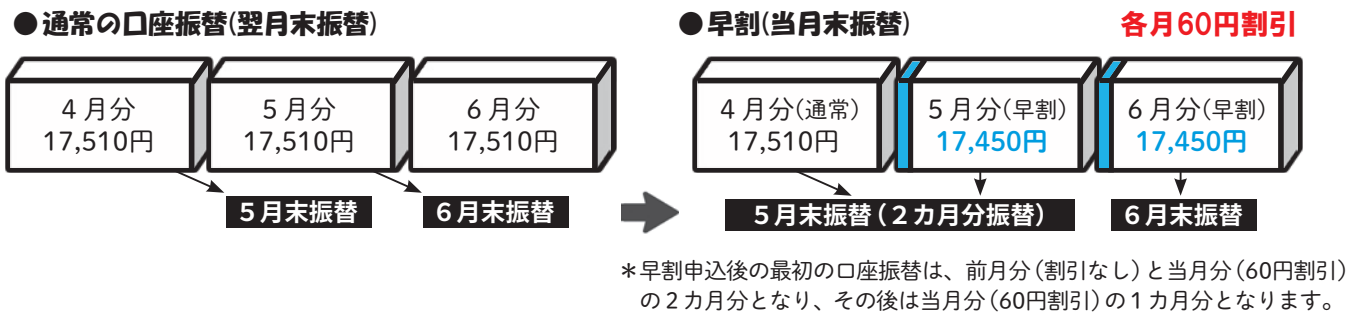 ●通常の口座振替(翌月末振替)
4月分
17,510円
5月分
17,510円
6月分
17,510円
5月末振替
6月末振替
●早割(当月末振替)
各月60円割引
4月分(通常)
17,510円
5月分(早割)
17,450円
6月分(早割)
17,450円
5月末振替(2カ月分振替)
6月末振替
＊早割申込後の最初の口座振替は、前月分(割引なし)と当月分(60円割引)
の2カ月分となり、その後は当月分(60円割引)の1カ月分となります。